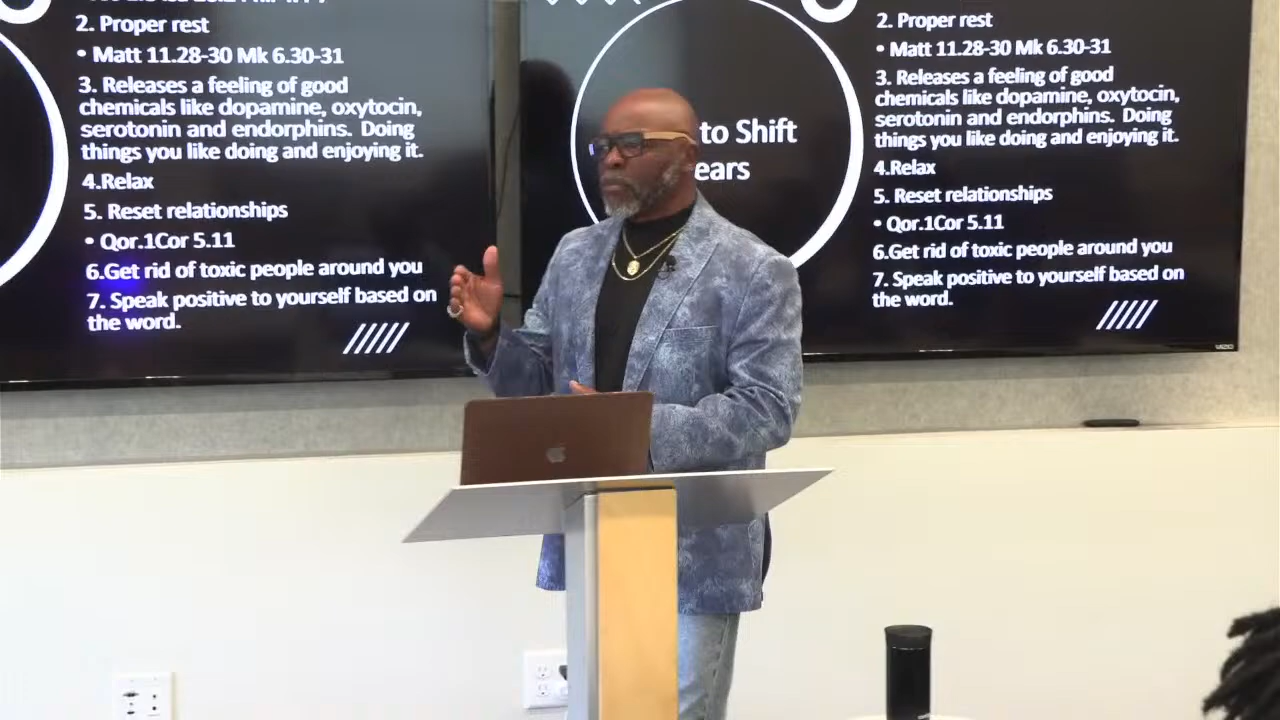 2. Proper rest
• Matt 11.28-30 Mk 6.30-31
3. Releases a feeling of good
chemicals like dopamine, oxytocin,
serotonin and endorphins. Doing
things you like doing and enjoying it.
4.Relax
5. Reset relationships
• Qor.1Cor 5.11
6.Get rid of toxic people around you
7. Speak positive to yourself based on
the word.
to Shift
ears
2. Proper rest
• Matt 11.28-30 Mk 6.30-31
3. Releases a feeling of good
chemicals like dopamine, oxytocin,
serotonin and endorphins. Doing
things you like doing and enjoying it.
4.Relax
5. Reset relationships
• Qor.1Cor 5.11
6.Get rid of toxic people around you
7. Speak positive to yourself based on
the word.
VIZIO